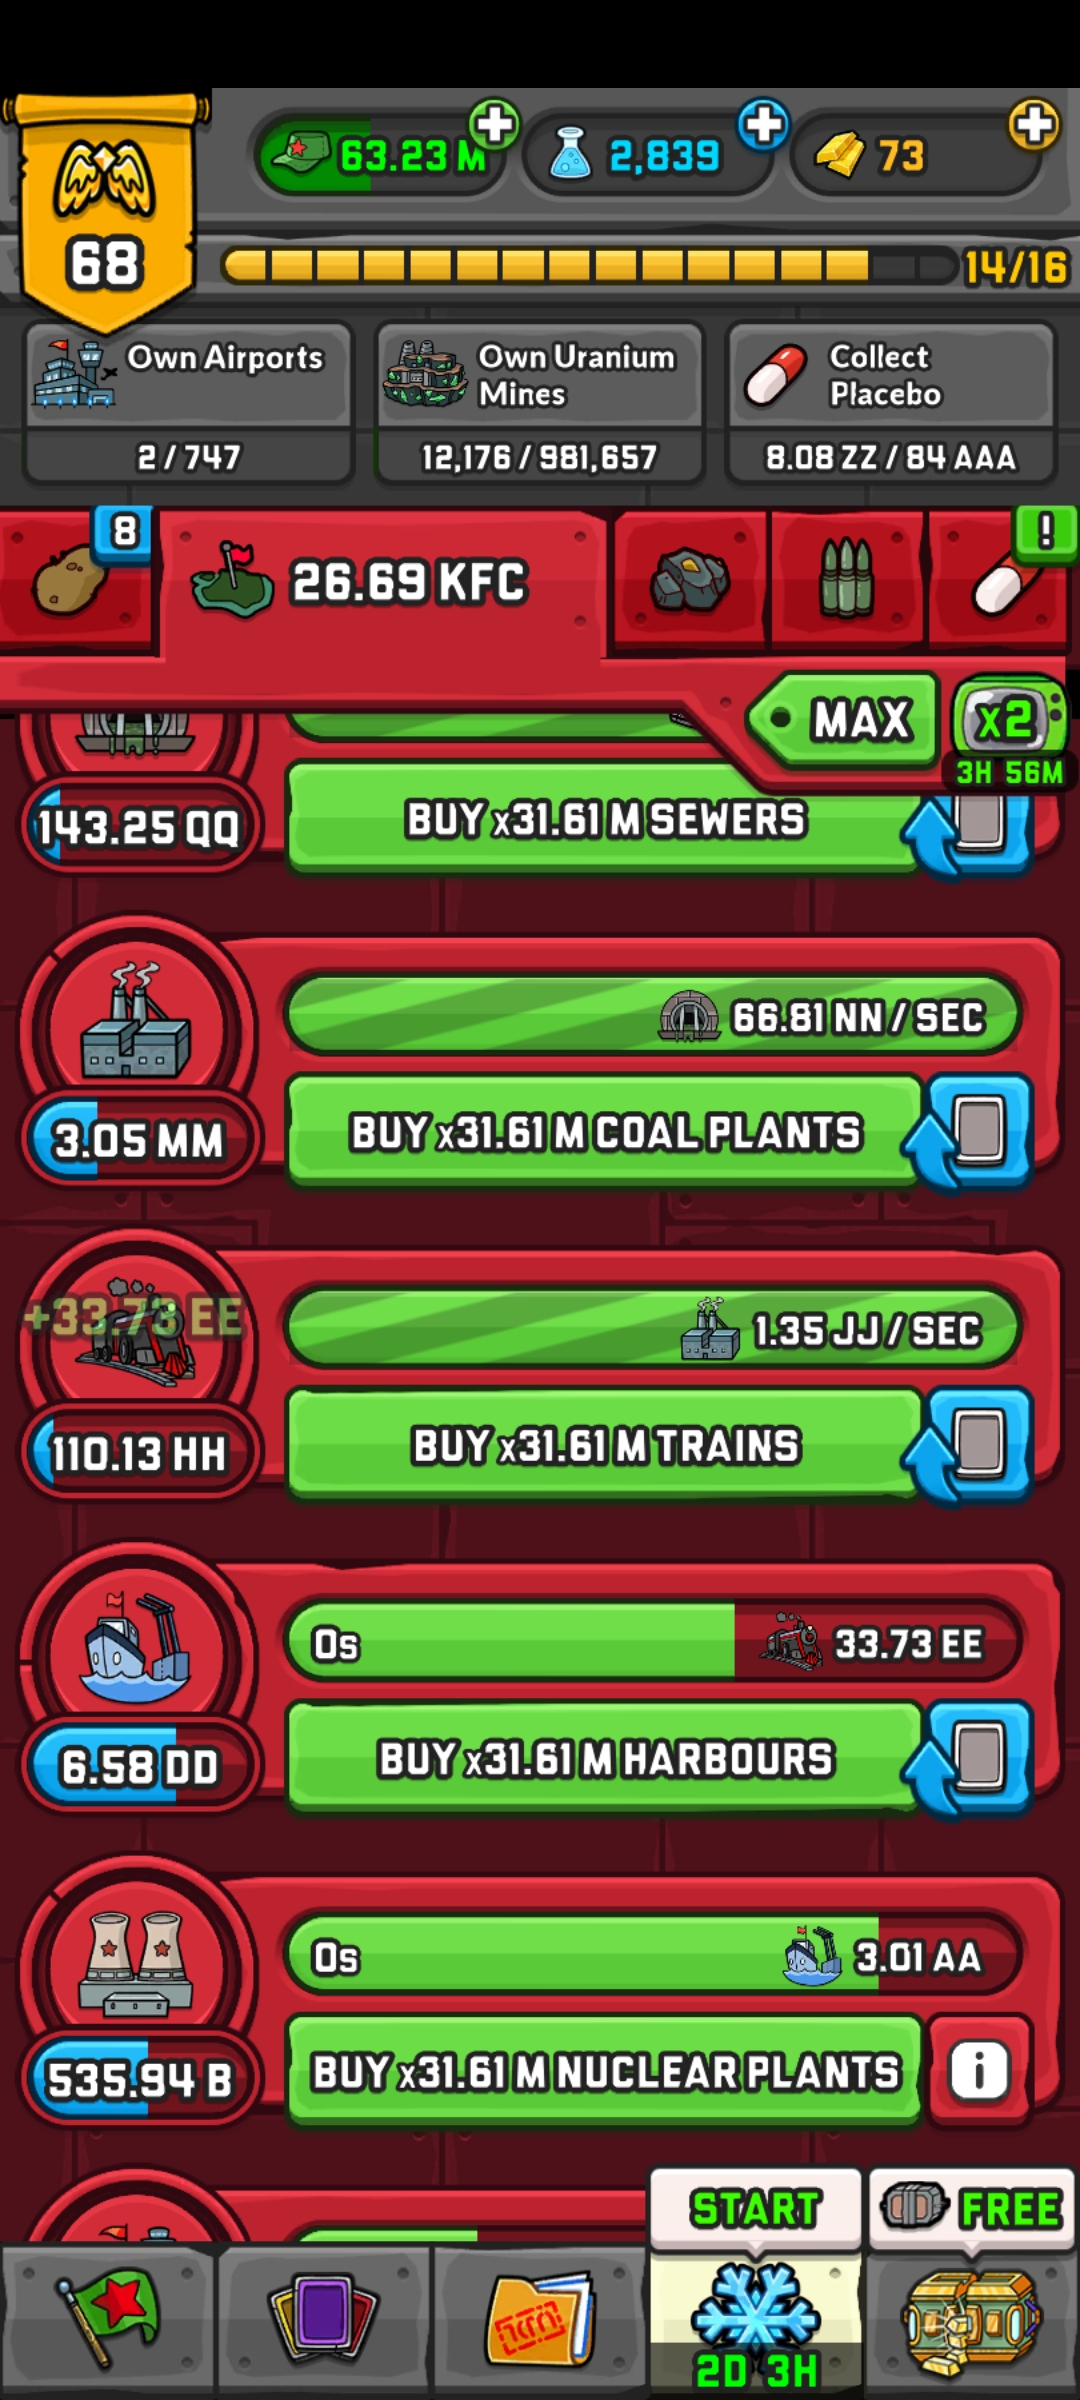 63.23 M
2,839
73
68
14/16
Own Airports
2 / 747
Own Uranium
Mines
12,176 / 981,657
Collect
Placebo
8.08 ZZ / 84 AAA
8
26.69 KFC
!
MAX
x2
3H 56M
143.25 QQ
BUY x31.61 M SEWERS
66.81 NN / SEC
3.05 MM
BUY x31.61 M COAL PLANTS
+33.73 EE
1.35 JJ / SEC
110.13 HH
BUY x31.61 M TRAINS
0s
33.73 EE
6.58 DD
BUY x31.61 M HARBOURS
0s
3.01 AA
535.94 B
BUY x31.61 M NUCLEAR PLANTS
i
START
FREE
2D 3H